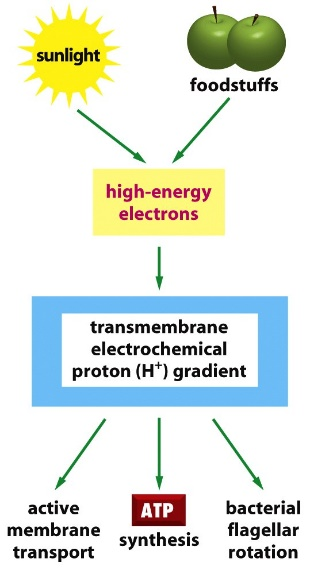 sunlight
foodstuffs
high-energy
electrons
transmembrane
electrochemical
proton (H⁺) gradient
active
membrane
transport
ATP
synthesis
bacterial
flagellar
rotation